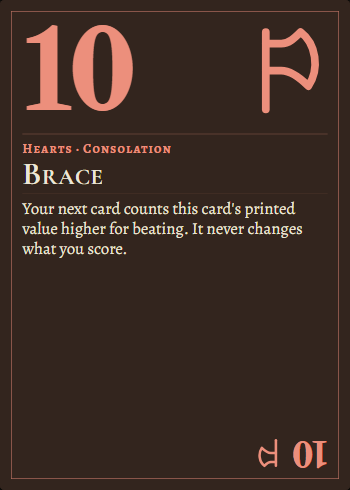 10
Hearts · Consolation
Brace
Your next card counts this card's printed
value higher for beating. It never changes
what you score.
10